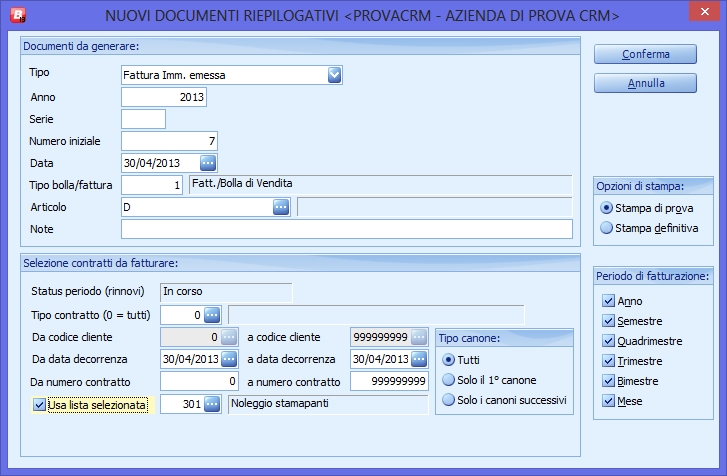 NUOVI DOCUMENTI RIEPILOGATIVI <PROVACRM - AZIENDA DI PROVA CRM>
Documenti da generare:
Tipo Fattura Imm. emessa
Anno 2013
Serie
Numero iniziale 7
Data 30/04/2013
Tipo bolla/fattura 1 Fatt./Bolla di Vendita
Articolo D
Note
Conferma
Annulla
Opzioni di stampa:
Stampa di prova
Stampa definitiva
Selezione contratti da fatturare:
Status periodo (rinnovi) In corso
Tipo contratto (0 = tutti) 0
Da codice cliente 0 a codice cliente 999999999
Da data decorrenza 30/04/2013 a data decorrenza 30/04/2013
Da numero contratto 0 a numero contratto 999999999
Usa lista selezionata 301 Noleggio stamapanti
Tipo canone:
Tutti
Solo il 1° canone
Solo i canoni successivi
Periodo di fatturazione:
Anno
Semestre
Quadrimestre
Trimestre
Bimestre
Mese